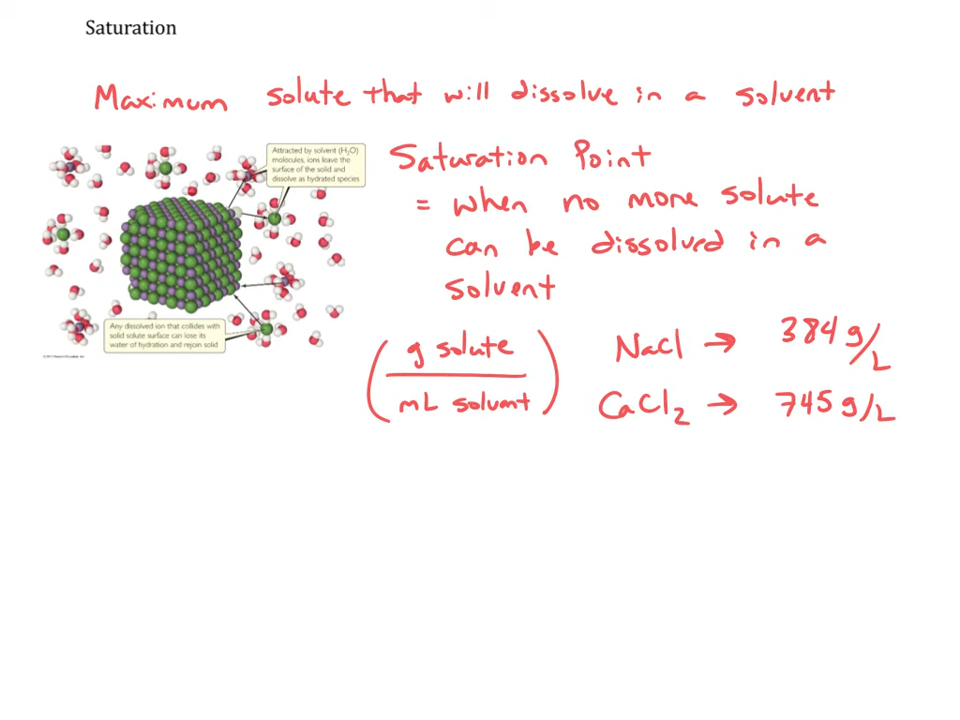 Saturation
Maximum solute that will dissolve in a solvent
Attracted by solvent (H₂O)
molecules, ions leave the
surface of the solid and
dissolve as hydrated species
Saturation Point
= when no more solute
can be dissolved in a
solvent
Any dissolved ion that collides with
solid solute surface can lose its
water of hydration and rejoin solid
g solute
mL solvent
NaCl → 384 g/L
CaCl₂ → 745 g/L